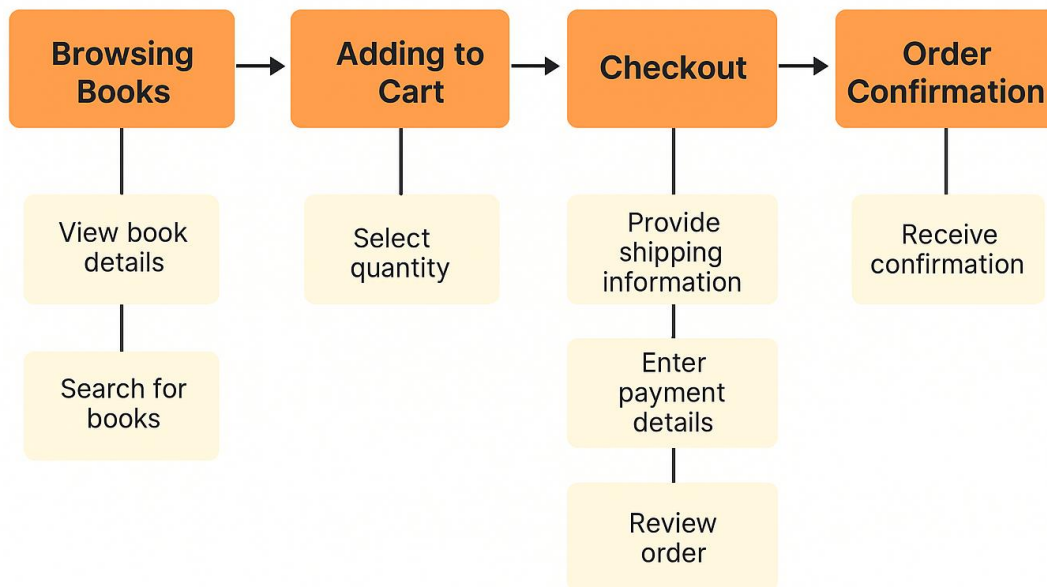 Browsing
Books
Adding to
Cart
Checkout
Order
Confirmation
View book
details
Search for
books
Select
quantity
Provide
shipping
information
Enter
payment
details
Review
order
Receive
confirmation